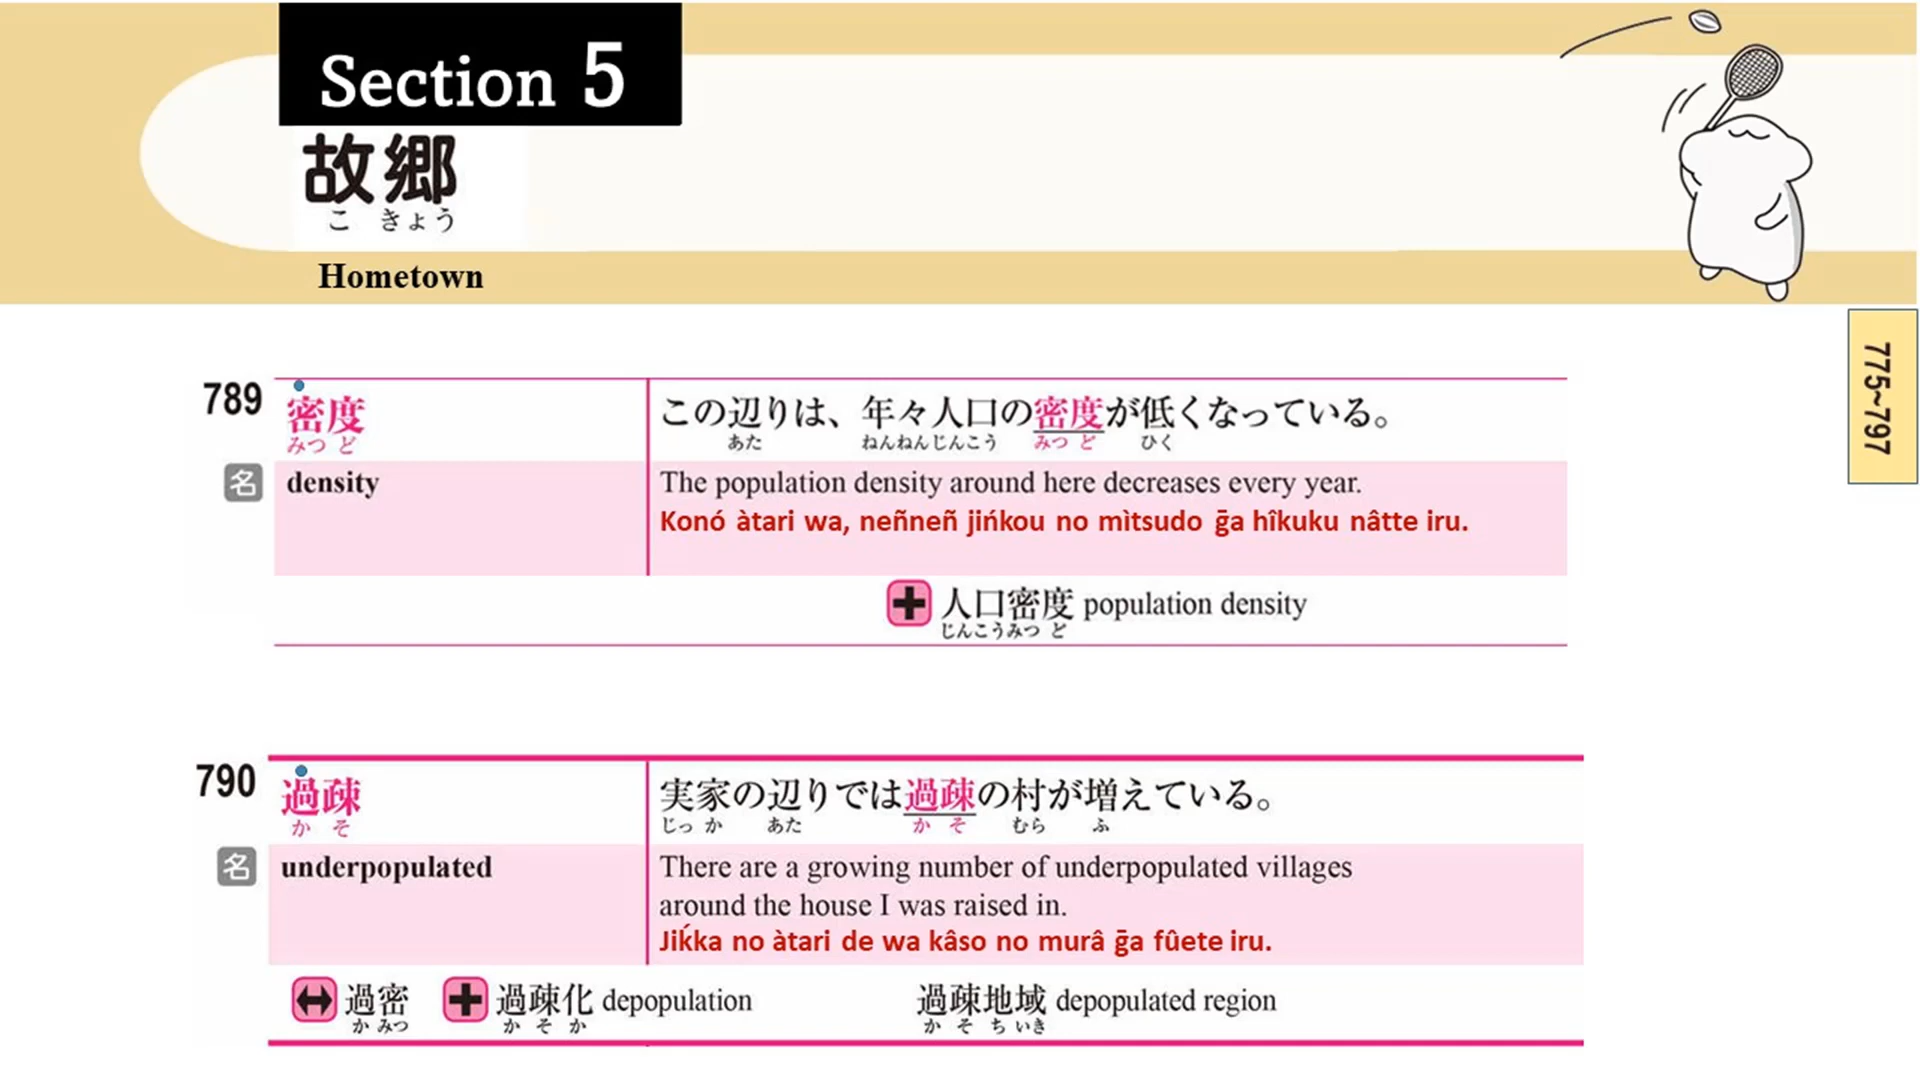 Section 5
故郷
こ きょう
Hometown
775~797
789
密度
みつ ど
この辺りは、年々人口の密度が低くなっている。
あた ねんねんじんこう みつ ど ひく
名
density
The population density around here decreases every year.
Konó àtari wa, neñneñ jińkou no mìtsudo ḡa hîkuku nâtte iru.
人口密度 population density
じんこうみつ ど
790
過疎
か そ
実家の辺りでは過疎の村が増えている。
じっ か あた か そ むら ふ
名
underpopulated
There are a growing number of underpopulated villages
around the house I was raised in.
Jiḱka no àtari de wa kâso no murâ ḡa fûete iru.
過密 過疎化 depopulation 過疎地域 depopulated region
か みつ か そ か か そ ち いき